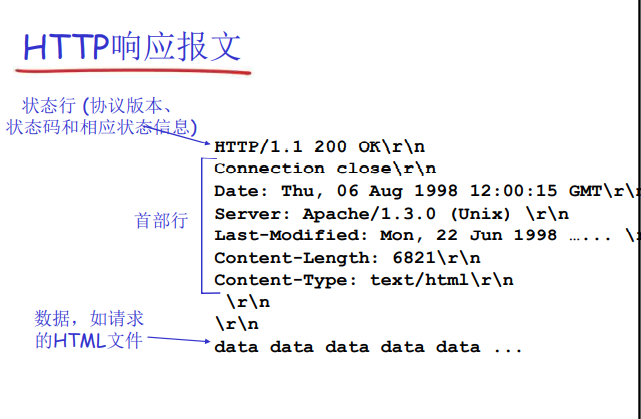 HTTP响应报文
状态行 (协议版本、
状态码和相应状态信息)
HTTP/1.1 200 OK\r\n
Connection close\r\n
Date: Thu, 06 Aug 1998 12:00:15 GMT\r\n
Server: Apache/1.3.0 (Unix) \r\n
首部行
Last-Modified: Mon, 22 Jun 1998 …... \
Content-Length: 6821\r\n
Content-Type: text/html\r\n
\r\n
\r\n
数据，如请求
的HTML文件
data data data data data ...